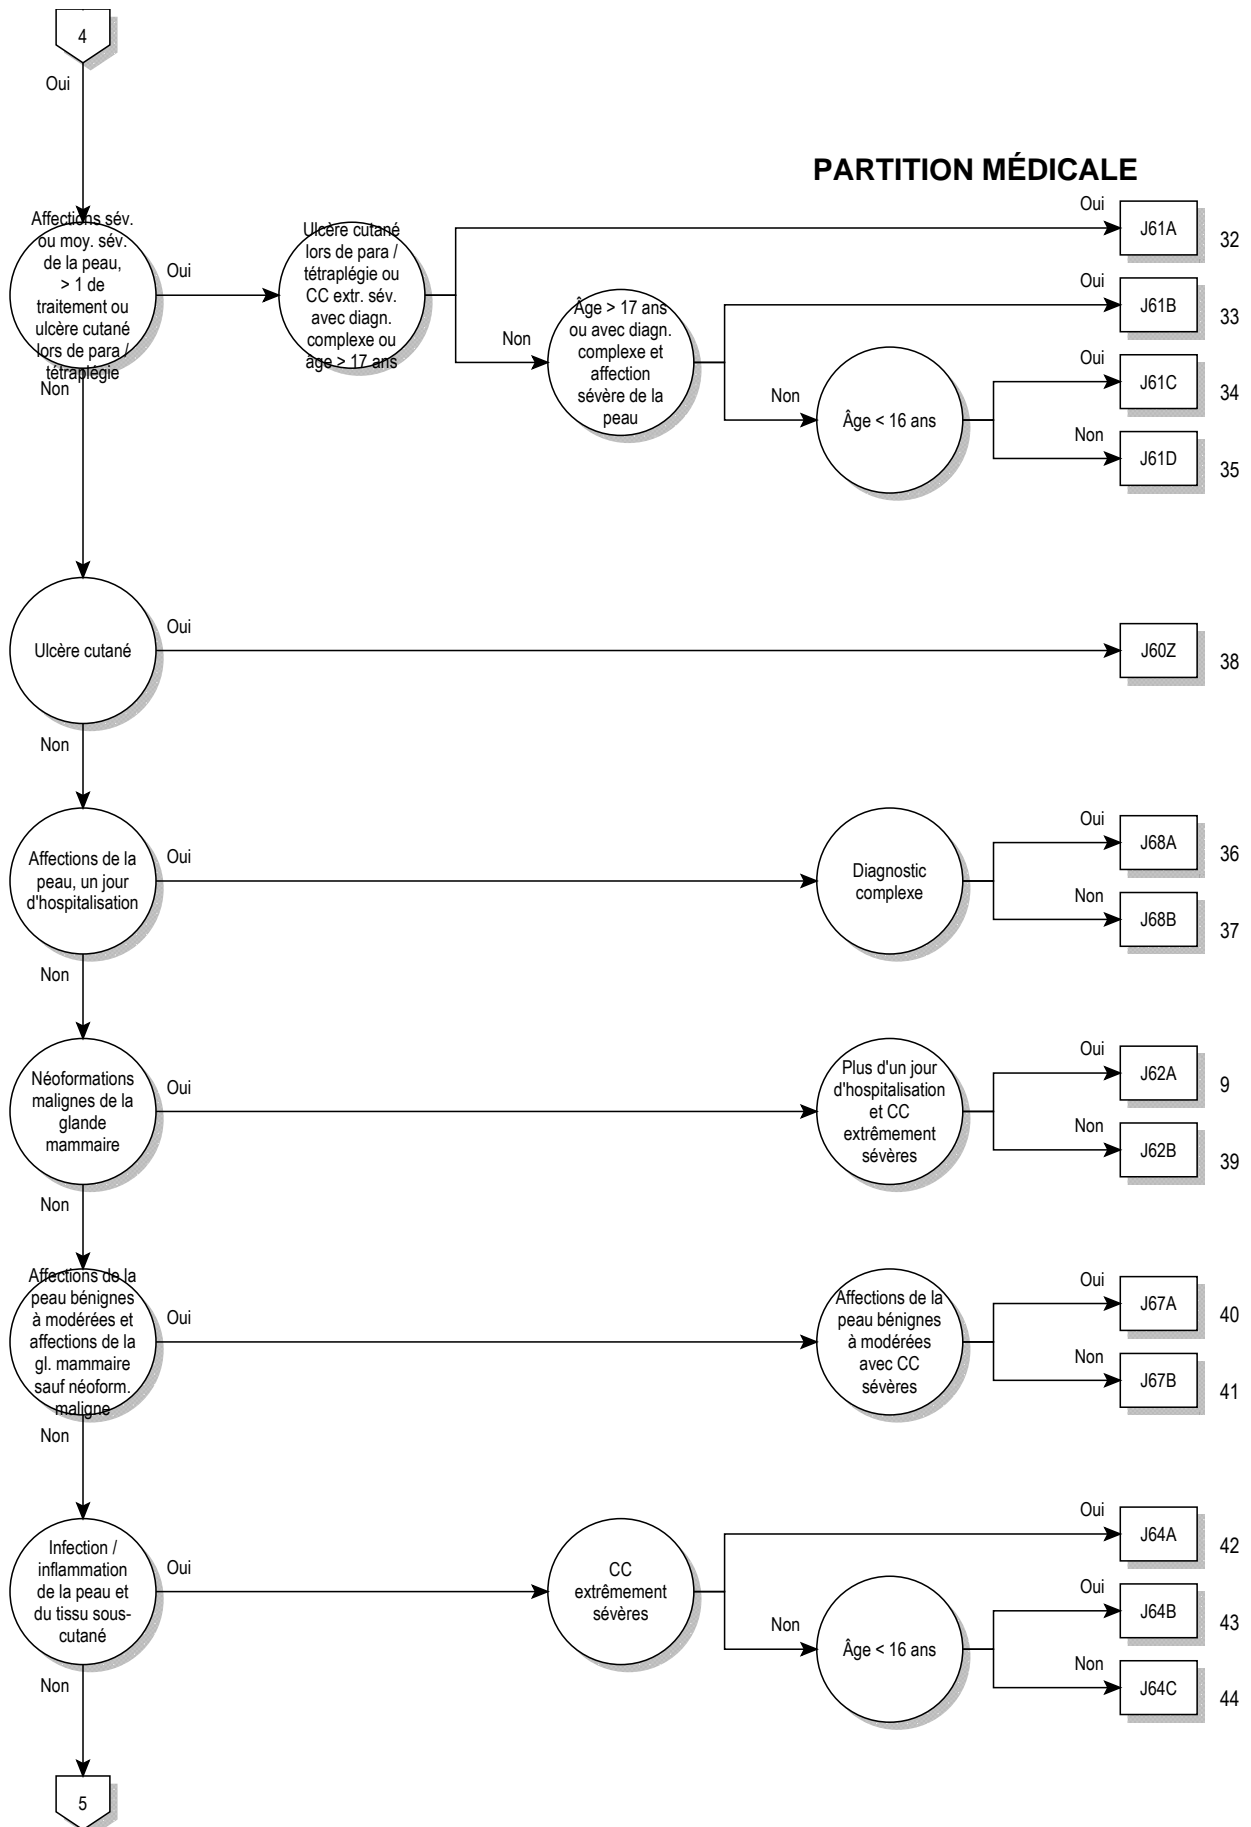 4
Oui
PARTITION MÉDICALE
Affections sév.
ou moy. sév.
de la peau,
> 1 de
traitement ou
ulcère cutané
lors de para /
tétraplégie
Oui
Ulcère cutané
lors de para /
tétraplégie ou
CC extr. sév.
avec diagn.
complexe ou
âge > 17 ans
Oui
J61A
32
Non
Âge > 17 ans
ou avec diagn.
complexe et
affection
sévère de la
peau
Oui
J61B
33
Non
Âge < 16 ans
Oui
J61C
34
Non
J61D
35
Non
Ulcère cutané
Oui
J60Z
38
Non
Affections de la
peau, un jour
d'hospitalisation
Oui
Diagnostic
complexe
Oui
J68A
36
Non
J68B
37
Non
Néoformations
malignes de la
glande
mammaire
Oui
Plus d'un jour
d'hospitalisation
et CC
extrêmement
sévères
Oui
J62A
9
Non
J62B
39
Non
Affections de la
peau bénignes
à modérées et
affections de la
gl. mammaire
sauf néoform.
maligne
Oui
Affections de la
peau bénignes
à modérées
avec CC
sévères
Oui
J67A
40
Non
J67B
41
Non
Infection /
inflammation
de la peau et
du tissu sous-
cutané
Oui
CC
extrêmement
sévères
Oui
J64A
42
Non
Âge < 16 ans
Oui
J64B
43
Non
J64C
44
Non
5